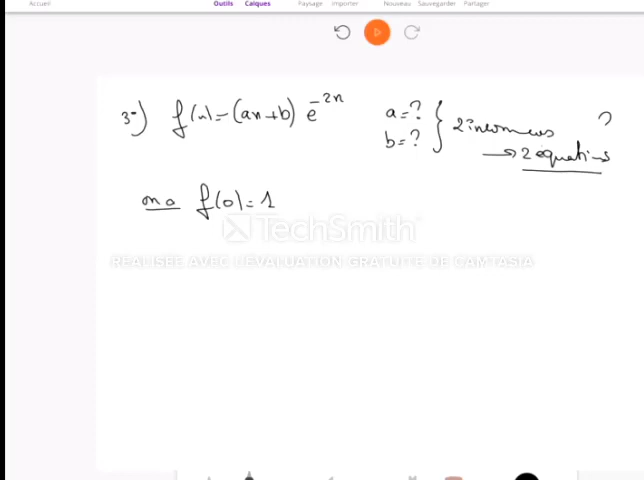 Accueil Outils Calques Paysage Importer Nouveau Sauvegarder Partager
3-) f(x)=(ax+b) e^-2x a=? } 2 inconnues ?
b=? → 2 équations
on a f(0)=1
TechSmith
RÉALISÉE AVEC L'ÉVALUATION GRATUITE DE CAMTASIA